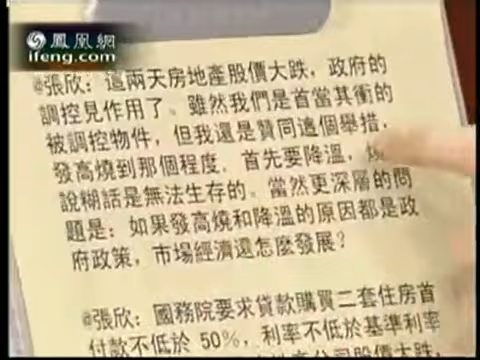 鳳凰網
ifeng.com
@張欣：這兩天房地產股價大跌，政府的
調控見作用了。雖然我們是首當其衝的
被調控物件，但我還是贊同這個舉措，
發高燒到那個程度，首先要降溫，
說糊話是無法生存的。當然更深層的問
題是：如果發高燒和降溫的原因都是政
府政策，市場經濟還怎麼發展？
@張欣：國務院要求貸款購買二套住房首
付款不低於 50%，利率不低於基準利率
股價大跌，